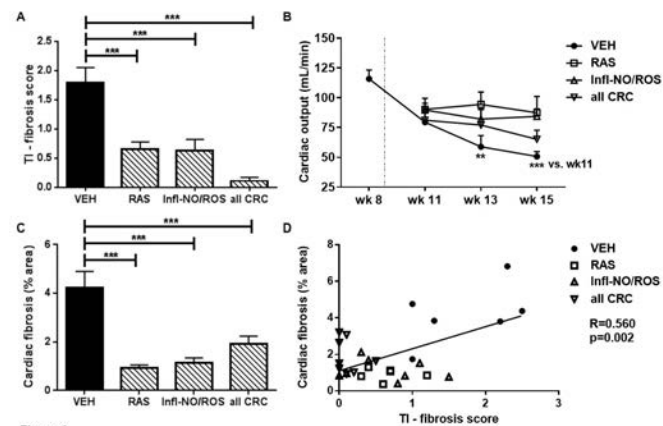 A
***
***
***
TI - fibrosis score
2.5
2.0
1.5
1.0
0.5
0.0
VEH RAS Infl-NO/ROS all CRC
B
Cardiac output (mL/min)
150
125
100
75
50
25
wk 8 wk 11 wk 13 wk 15
**
*** vs. wk11
VEH
RAS
Infl-NO/ROS
all CRC
C
***
***
***
Cardiac fibrosis (% area)
6
4
2
0
VEH RAS Infl-NO/ROS all CRC
D
Cardiac fibrosis (% area)
8
6
4
2
0
0 1 2 3
TI - fibrosis score
VEH
RAS
Infl-NO/ROS
all CRC
R=0.560
p=0.002